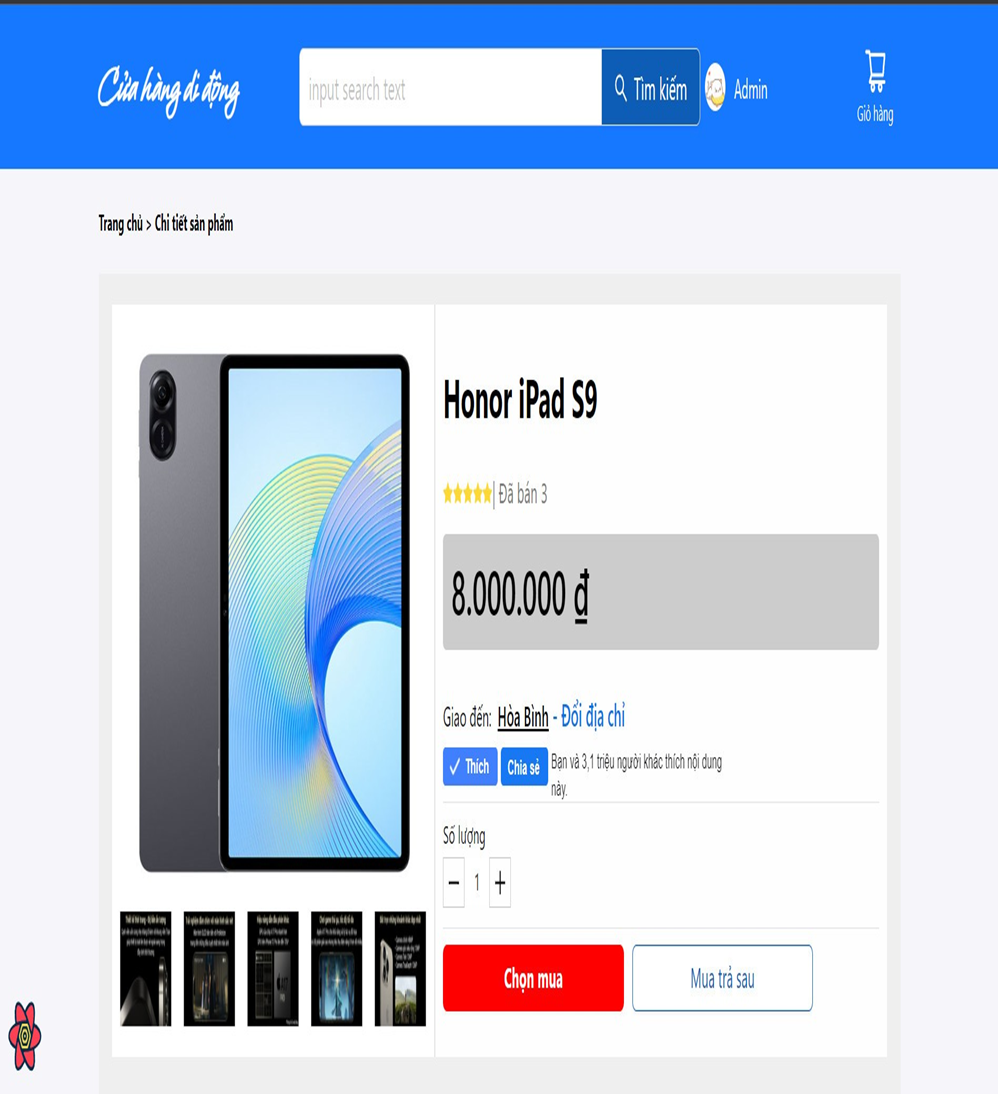 Cửa hàng di động
input search text
Tìm kiếm
Admin
Giỏ hàng
Trang chủ > Chi tiết sản phẩm
Honor iPad S9
| Đã bán 3
8.000.000 ₫
Giao đến: Hòa Bình - Đổi địa chỉ
Thích
Chia sẻ
Bạn và 3,1 triệu người khác thích nội dung
này.
Số lượng
1
Chọn mua
Mua trả sau